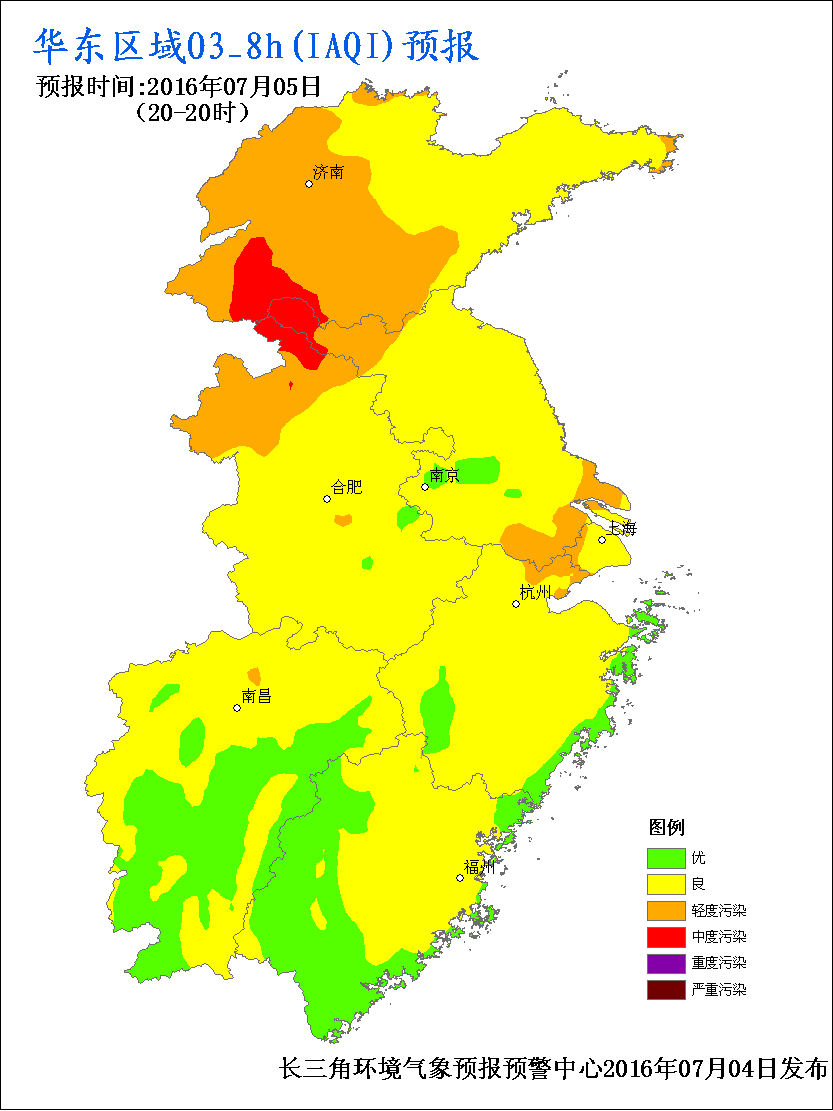 华东区域O3_8h(IAQI)预报
预报时间:2016年07月05日
（20-20时）
济南
南京
合肥
上海
杭州
南昌
福州
图例
优
良
轻度污染
中度污染
重度污染
严重污染
长三角环境气象预报预警中心2016年07月04日发布